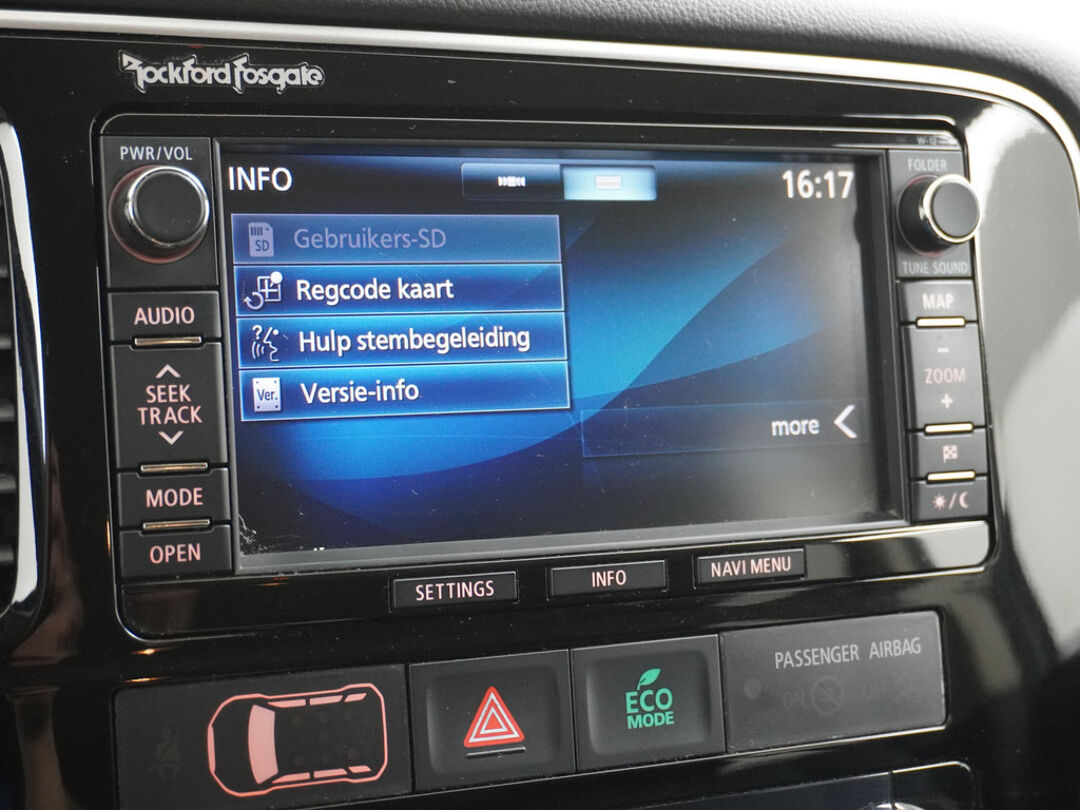 Rockford Fosgate
W-12
PWR/VOL
INFO
16:17
FOLDER
TUNE SOUND
SD
Gebruikers-SD
Regcode kaart
Hulp stembegeleiding
Ver.
Versie-info
more
AUDIO
SEEK
TRACK
MODE
OPEN
MAP
-
ZOOM
+
SETTINGS
INFO
NAVI MENU
ECO
MODE
PASSENGER AIRBAG